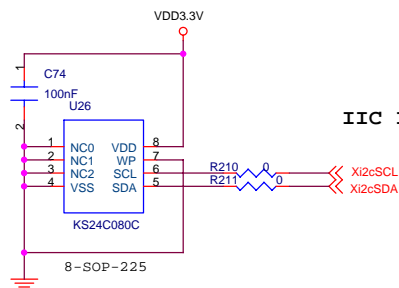 VDD3.3V
1
C74
100nF
2
U26
1 NC0 VDD 8
2 NC1 WP 7
3 NC2 SCL 6
4 VSS SDA 5
R210 0
R211 0
Xi2cSCL
Xi2cSDA
KS24C080C
8-SOP-225
IIC